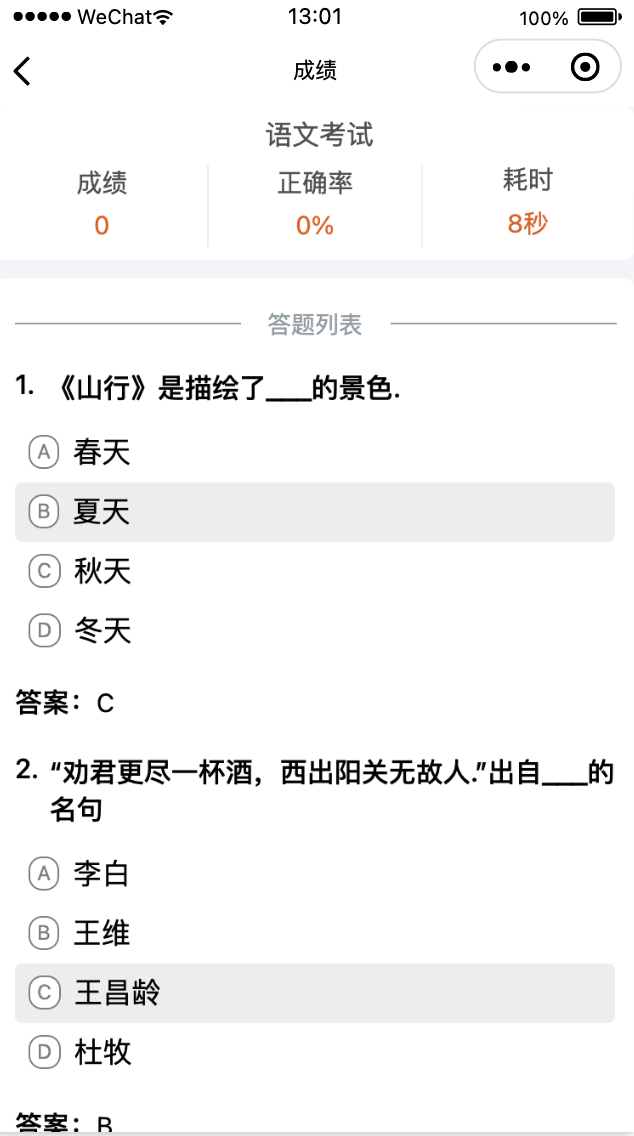 WeChat 13:01 100%
成绩
语文考试
成绩 正确率 耗时
0 0% 8秒
答题列表
1. 《山行》是描绘了____的景色.
A 春天
B 夏天
C 秋天
D 冬天
答案：C
2. “劝君更尽一杯酒，西出阳关无故人.”出自____的
名句
A 李白
B 王维
C 王昌龄
D 杜牧
答案：B